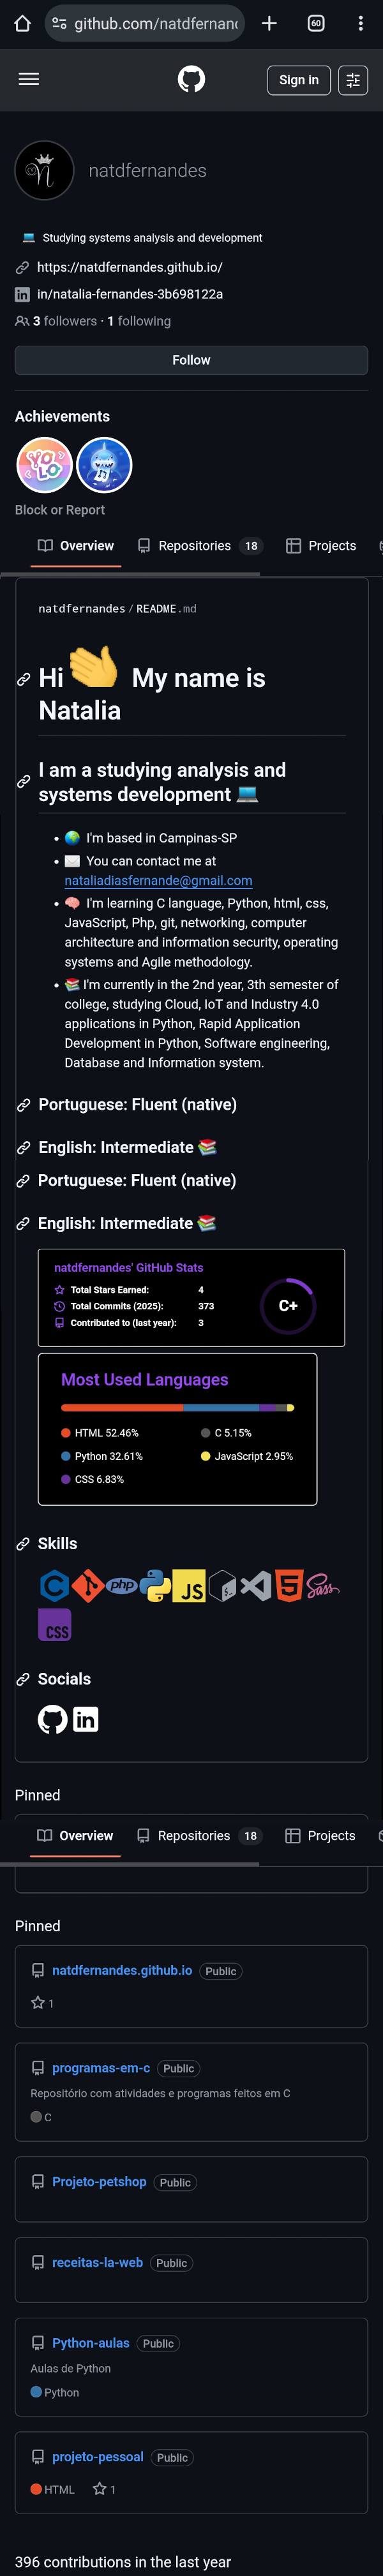 github.com/natdfernand
60
Sign in
natdfernandes
Studying systems analysis and development
https://natdfernandes.github.io/
in/natalia-fernandes-3b698122a
3 followers · 1 following
Follow
Achievements
YOLO
Block or Report
Overview Repositories 18 Projects
natdfernandes / README.md
Hi 👋 My name is
Natalia
I am a studying analysis and
systems development 💻
• 🌍 I'm based in Campinas-SP
• ✉️ You can contact me at
nataliadiasfernande@gmail.com
• 🧠 I'm learning C language, Python, html, css,
JavaScript, Php, git, networking, computer
architecture and information security, operating
systems and Agile methodology.
• 📚 I'm currently in the 2nd year, 3th semester of
college, studying Cloud, IoT and Industry 4.0
applications in Python, Rapid Application
Development in Python, Software engineering,
Database and Information system.
Portuguese: Fluent (native)
English: Intermediate 📚
Portuguese: Fluent (native)
English: Intermediate 📚
natdfernandes' GitHub Stats
Total Stars Earned: 4
Total Commits (2025): 373
Contributed to (last year): 3
C+
Most Used Languages
HTML 52.46% C 5.15%
Python 32.61% JavaScript 2.95%
CSS 6.83%
Skills
C php JS $ 5 Sass
CSS
Socials
in
Pinned
Overview Repositories 18 Projects
Pinned
natdfernandes.github.io Public
1
programas-em-c Public
Repositório com atividades e programas feitos em C
C
Projeto-petshop Public
receitas-la-web Public
Python-aulas Public
Aulas de Python
Python
projeto-pessoal Public
HTML 1
396 contributions in the last year